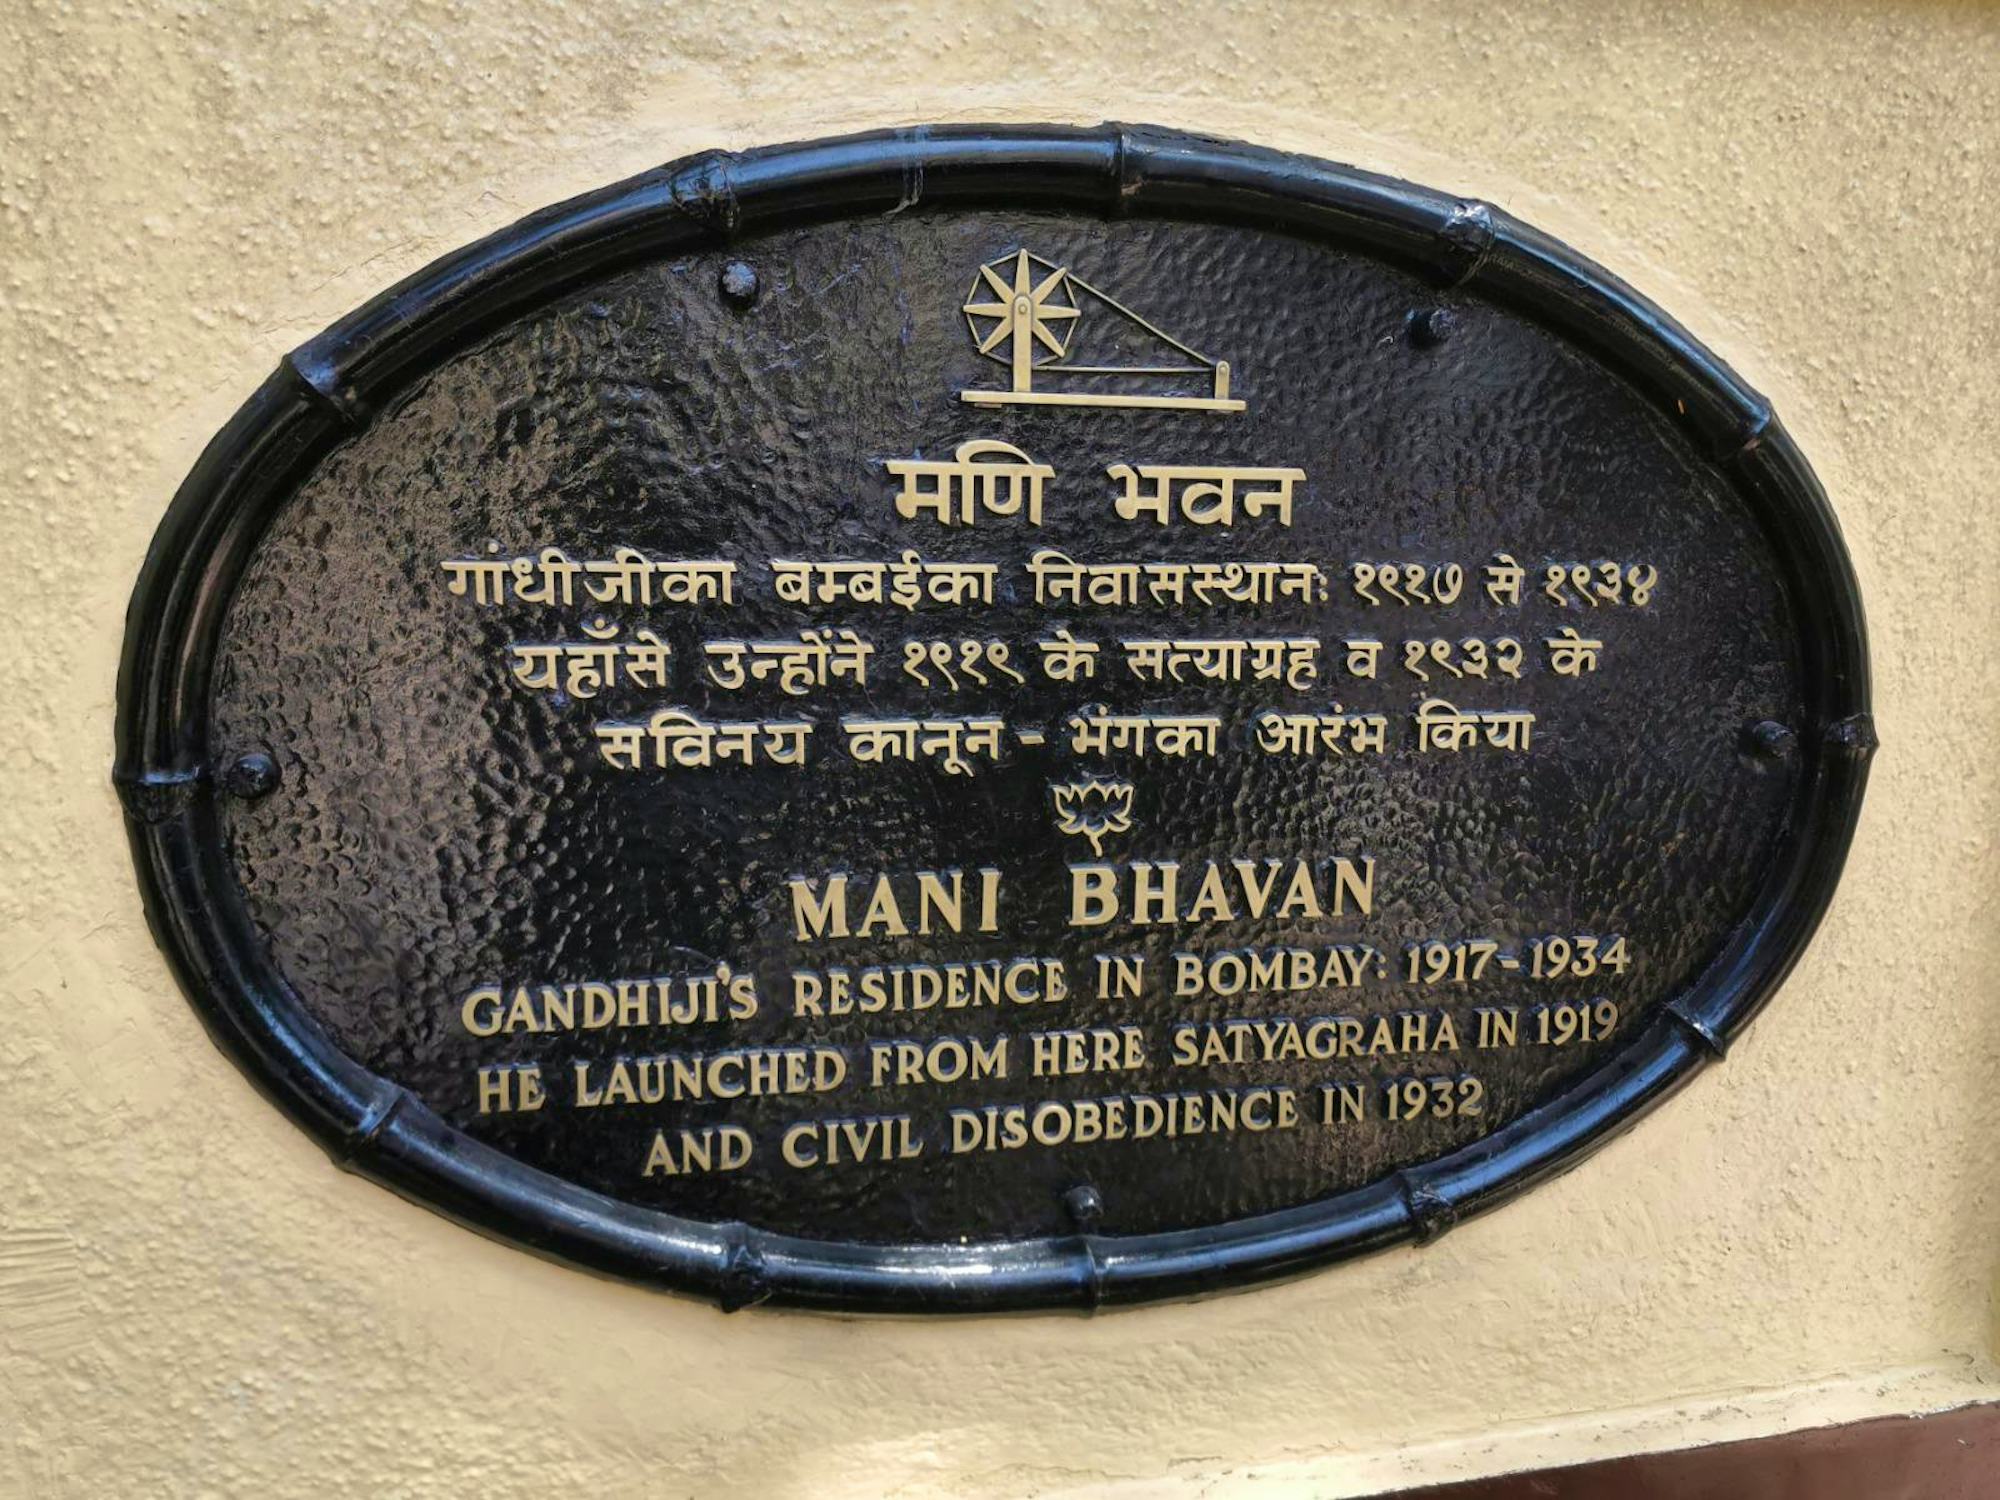 मणि भवन
गांधीजीका बम्बईका निवासस्थानः १९१७ से १९३४
यहाँसे उन्होंने १९१९ के सत्याग्रह व १९३२ के
सविनय कानून - भंगका आरंभ किया
MANI BHAVAN
GANDHIJI'S RESIDENCE IN BOMBAY: 1917-1934
HE LAUNCHED FROM HERE SATYAGRAHA IN 1919
AND CIVIL DISOBEDIENCE IN 1932